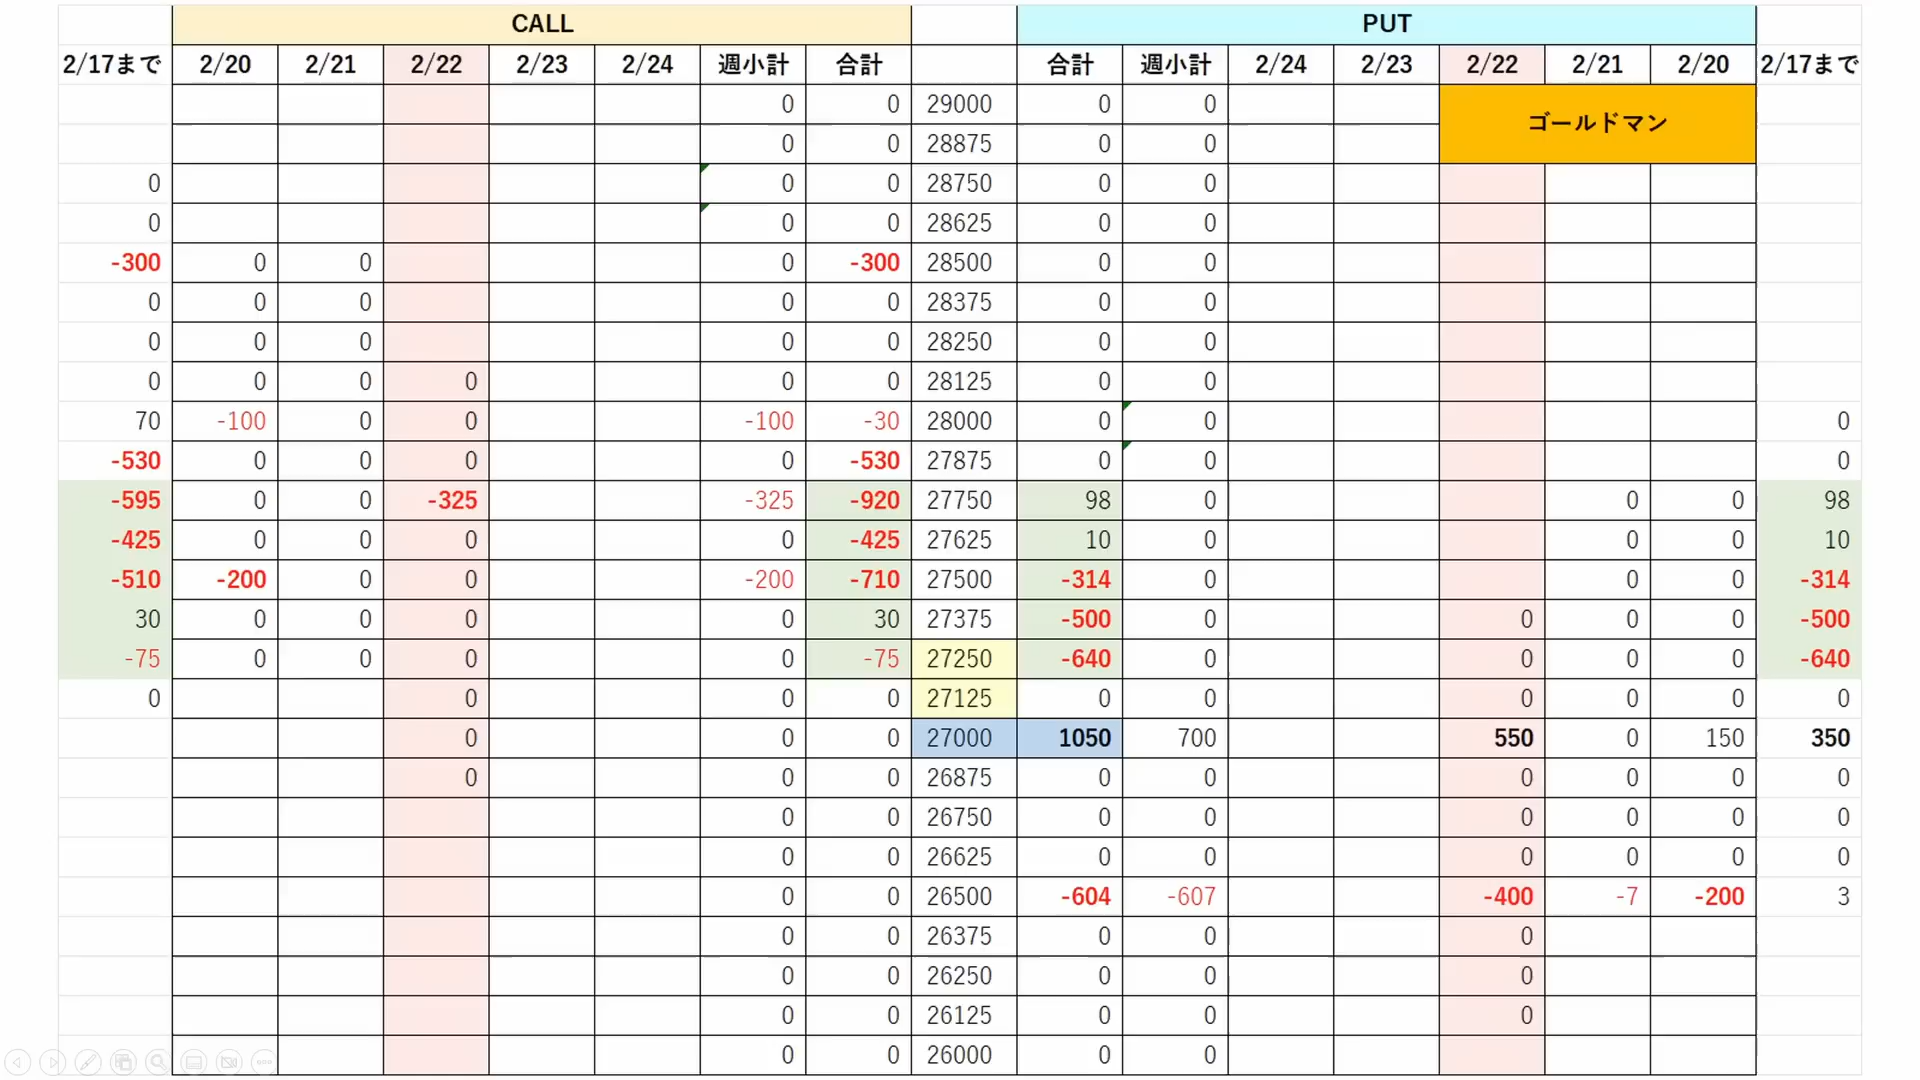 CALL PUT
2/17まで 2/20 2/21 2/22 2/23 2/24 週小計 合計 合計 週小計 2/24 2/23 2/22 2/21 2/20 2/17まで
0 0 29000 0 0 ゴールドマン
0 0 28875 0 0
0 0 0 28750 0 0
0 0 0 28625 0 0
-300 0 0 0 -300 28500 0 0
0 0 0 0 0 28375 0 0
0 0 0 0 0 28250 0 0
0 0 0 0 0 0 28125 0 0
70 -100 0 0 -100 -30 28000 0 0 0
-530 0 0 0 0 -530 27875 0 0 0
-595 0 0 -325 -325 -920 27750 98 0 0 0 98
-425 0 0 0 0 -425 27625 10 0 0 0 10
-510 -200 0 0 -200 -710 27500 -314 0 0 0 -314
30 0 0 0 0 30 27375 -500 0 0 0 0 -500
-75 0 0 0 0 -75 27250 -640 0 0 0 0 -640
0 0 0 0 27125 0 0 0 0 0 0
0 0 0 27000 1050 700 550 0 150 350
0 0 0 26875 0 0 0 0 0 0
0 0 26750 0 0 0 0 0 0
0 0 26625 0 0 0 0 0 0
0 0 26500 -604 -607 -400 -7 -200 3
0 0 26375 0 0 0
0 0 26250 0 0 0
0 0 26125 0 0 0
0 0 26000 0 0